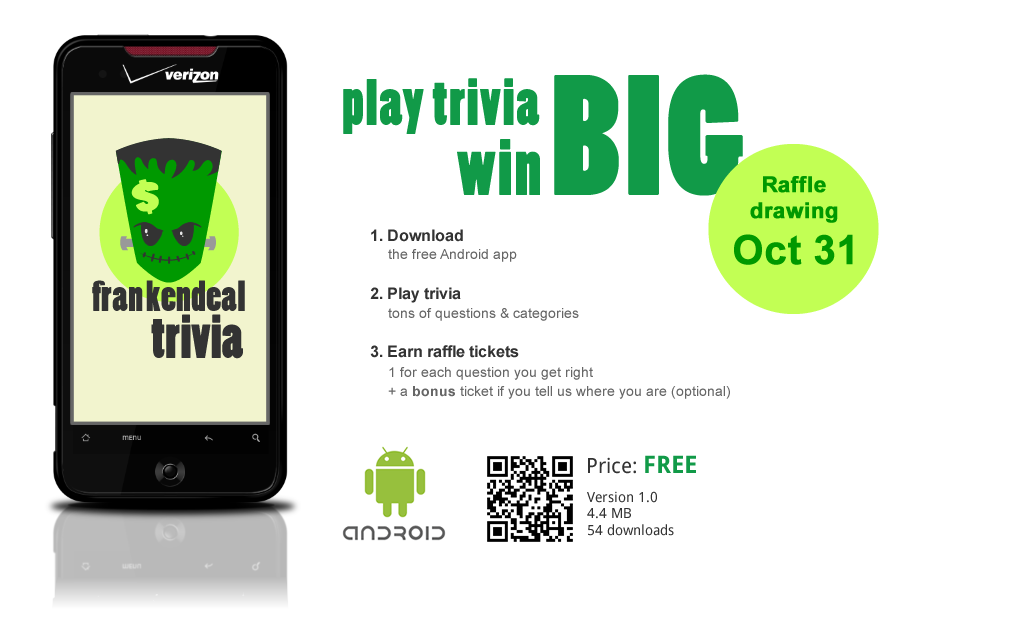 verizon
$
frankendeal
trivia
menu
play trivia
win BIG
Raffle
drawing
Oct 31
1. Download
the free Android app
2. Play trivia
tons of questions & categories
3. Earn raffle tickets
1 for each question you get right
+ a bonus ticket if you tell us where you are (optional)
ANDROID
Price: FREE
Version 1.0
4.4 MB
54 downloads